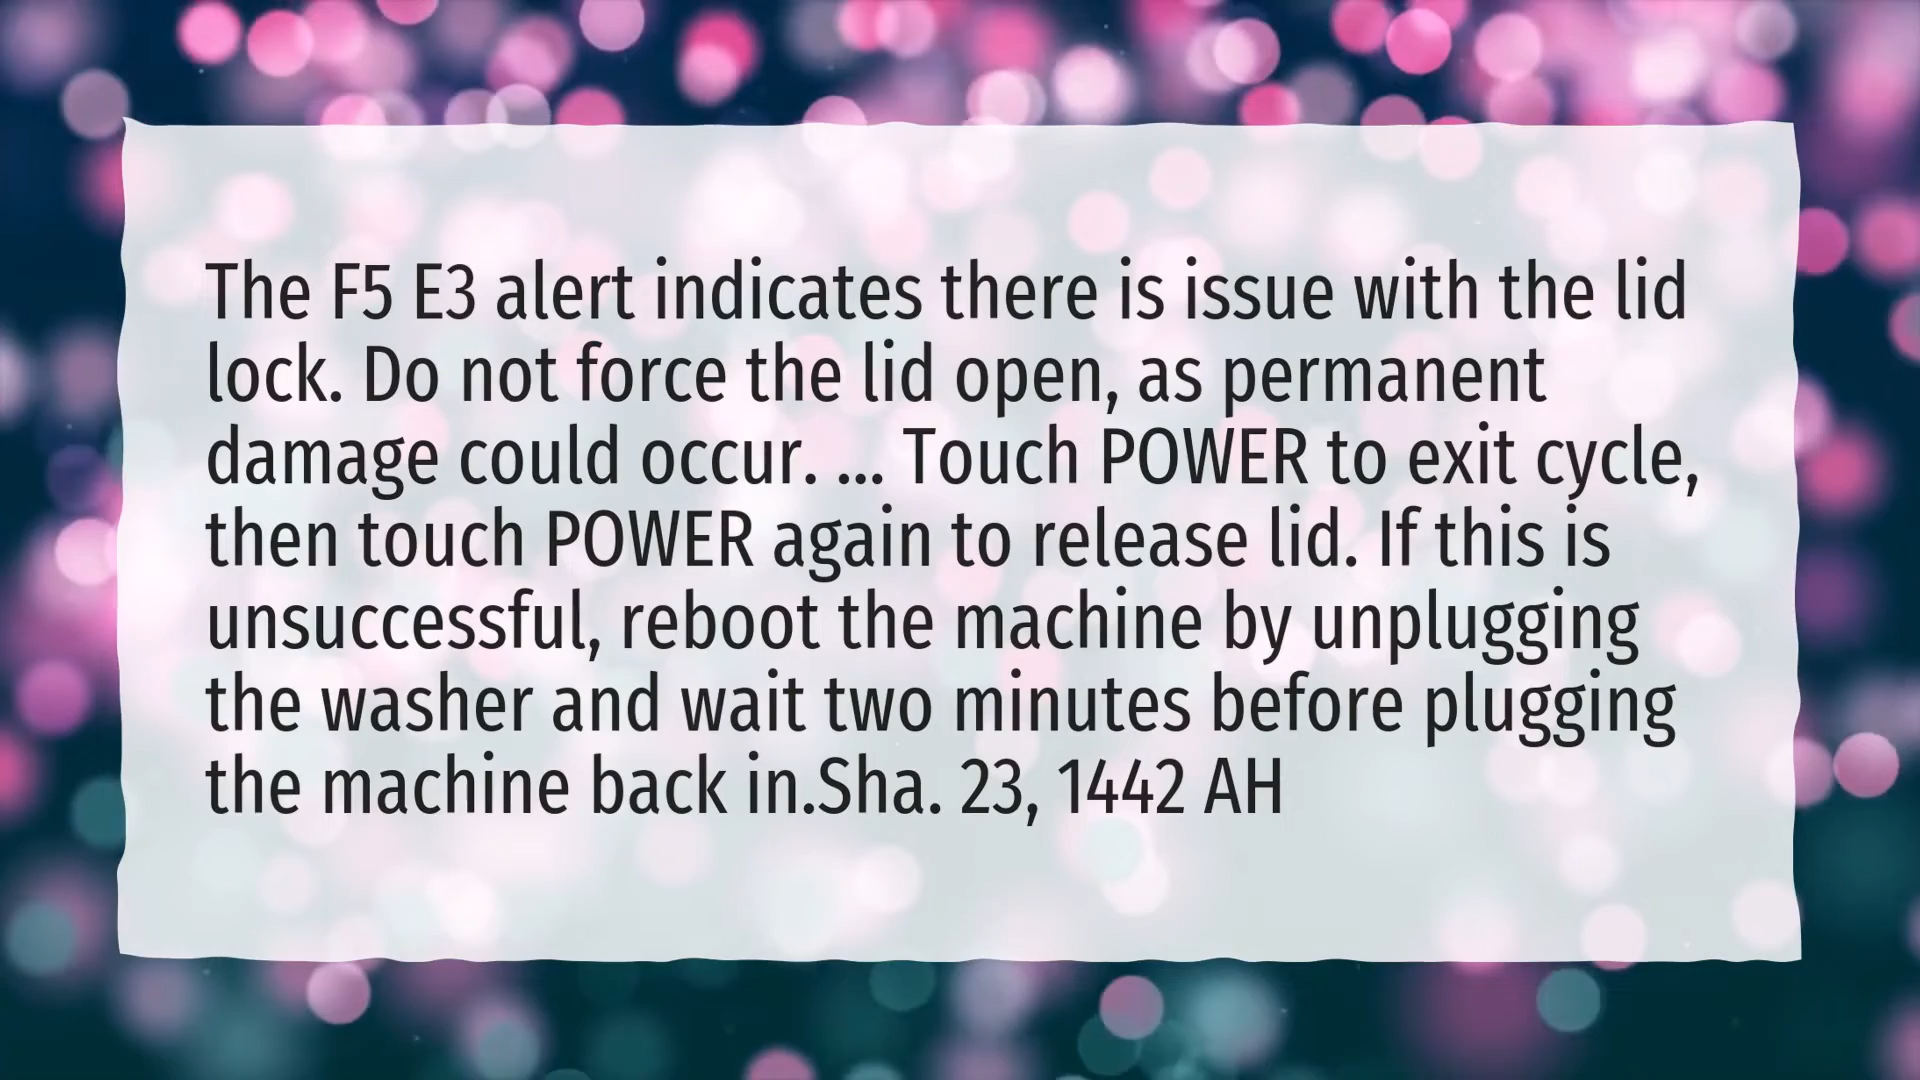 The F5 E3 alert indicates there is issue with the lid
lock. Do not force the lid open, as permanent
damage could occur. ... Touch POWER to exit cycle,
then touch POWER again to release lid. If this is
unsuccessful, reboot the machine by unplugging
the washer and wait two minutes before plugging
the machine back in.Sha. 23, 1442 AH